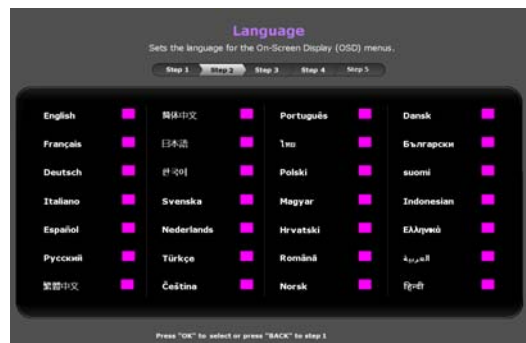 Language
Sets the language for the On-Screen Display (OSD) menus.
Step 1 Step 2 Step 3 Step 4 Step 5
English 簡体中文 Português Dansk
Français 日本語 ไทย Български
Deutsch 한국어 Polski suomi
Italiano Svenska Magyar Indonesian
Español Nederlands Hrvatski Ελληνικά
Русский Türkçe Română العربية
繁體中文 Čeština Norsk हिन्दी
Press "OK" to select or press "BACK" to step 1